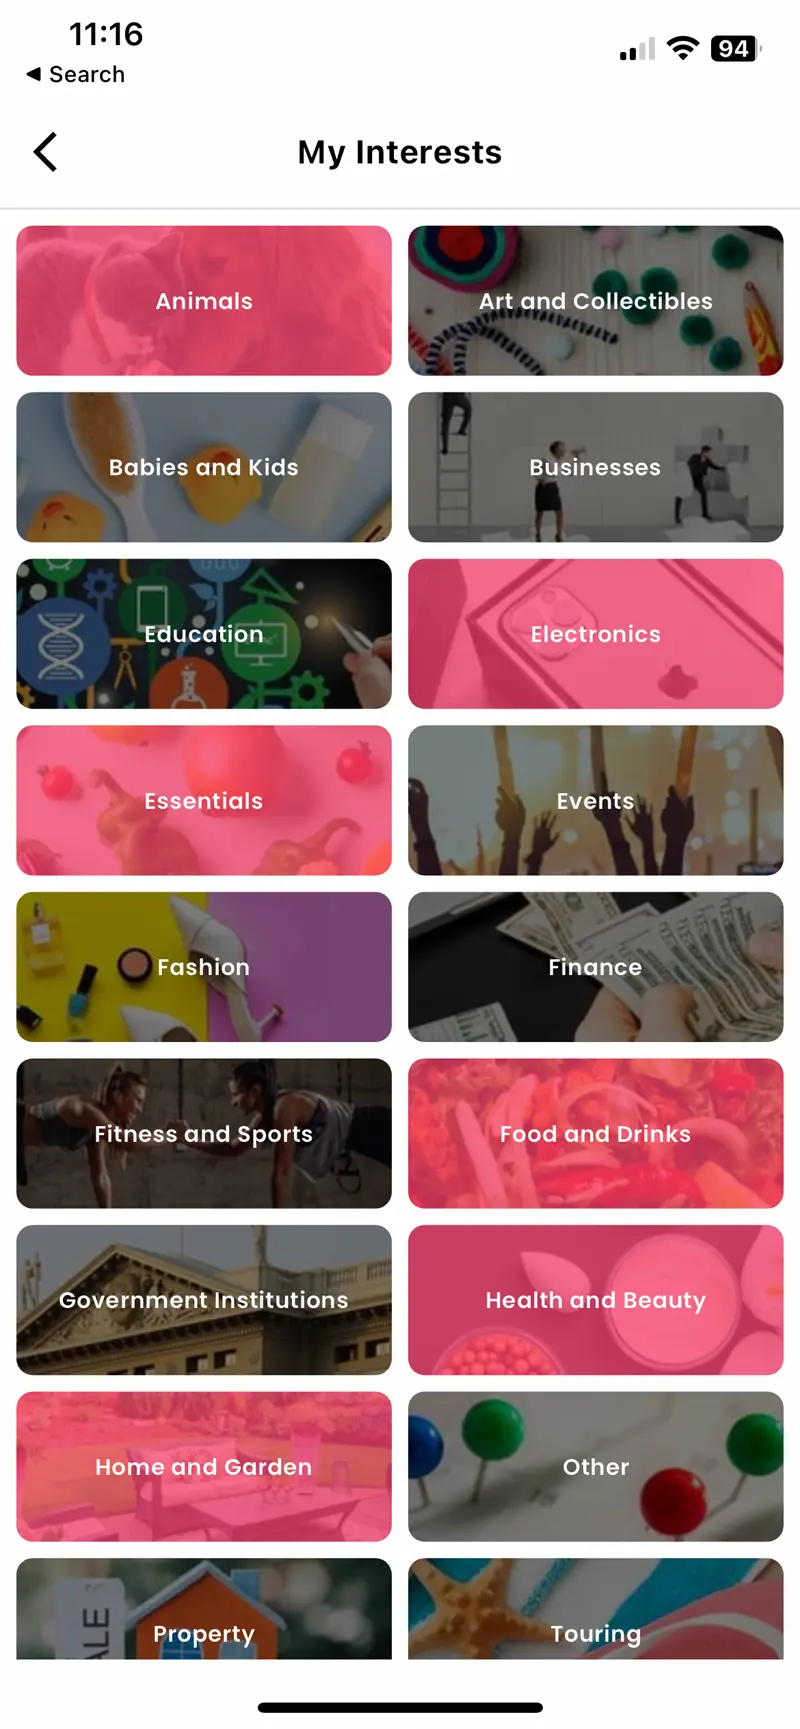 11:16
94
Search
My Interests
Animals
Art and Collectibles
Babies and Kids
Businesses
Education
Electronics
Essentials
Events
Fashion
Finance
Fitness and Sports
Food and Drinks
Government Institutions
Health and Beauty
Home and Garden
Other
ALE
Property
Touring